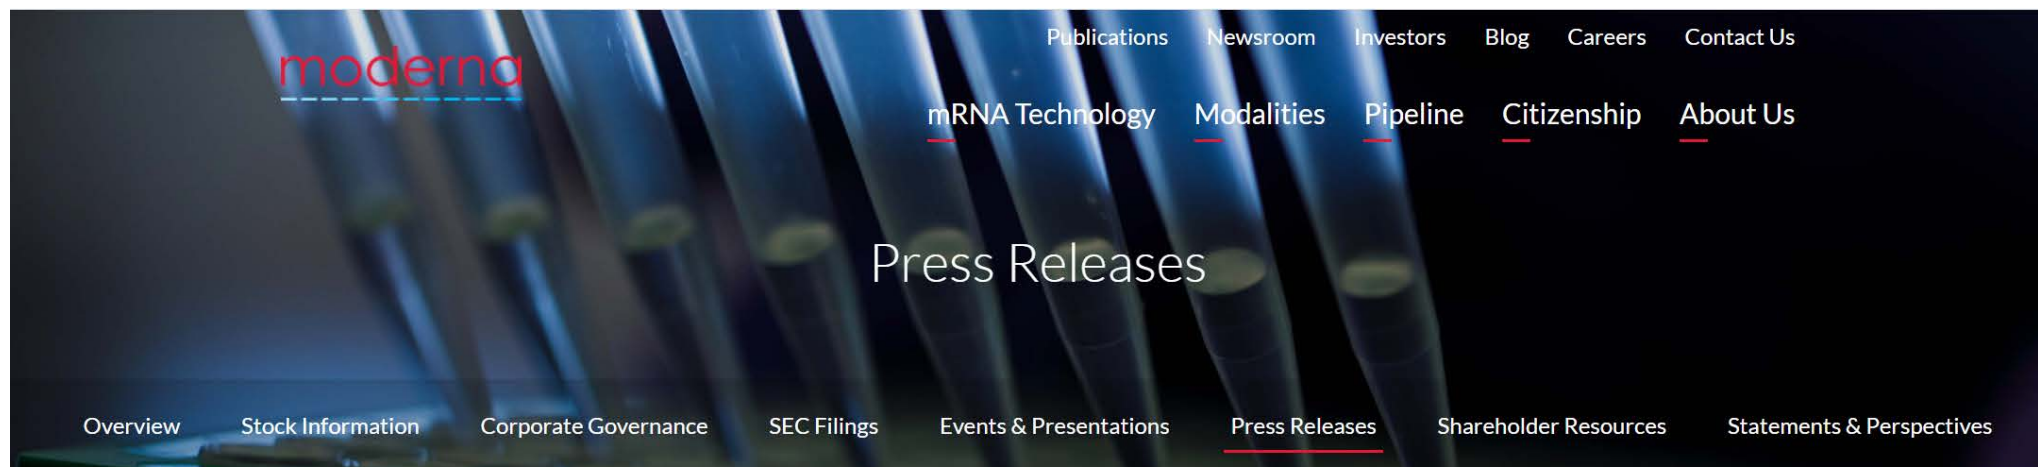 moderna
Publications Newsroom Investors Blog Careers Contact Us
mRNA Technology Modalities Pipeline Citizenship About Us
Press Releases
Overview Stock Information Corporate Governance SEC Filings Events & Presentations Press Releases Shareholder Resources Statements & Perspectives